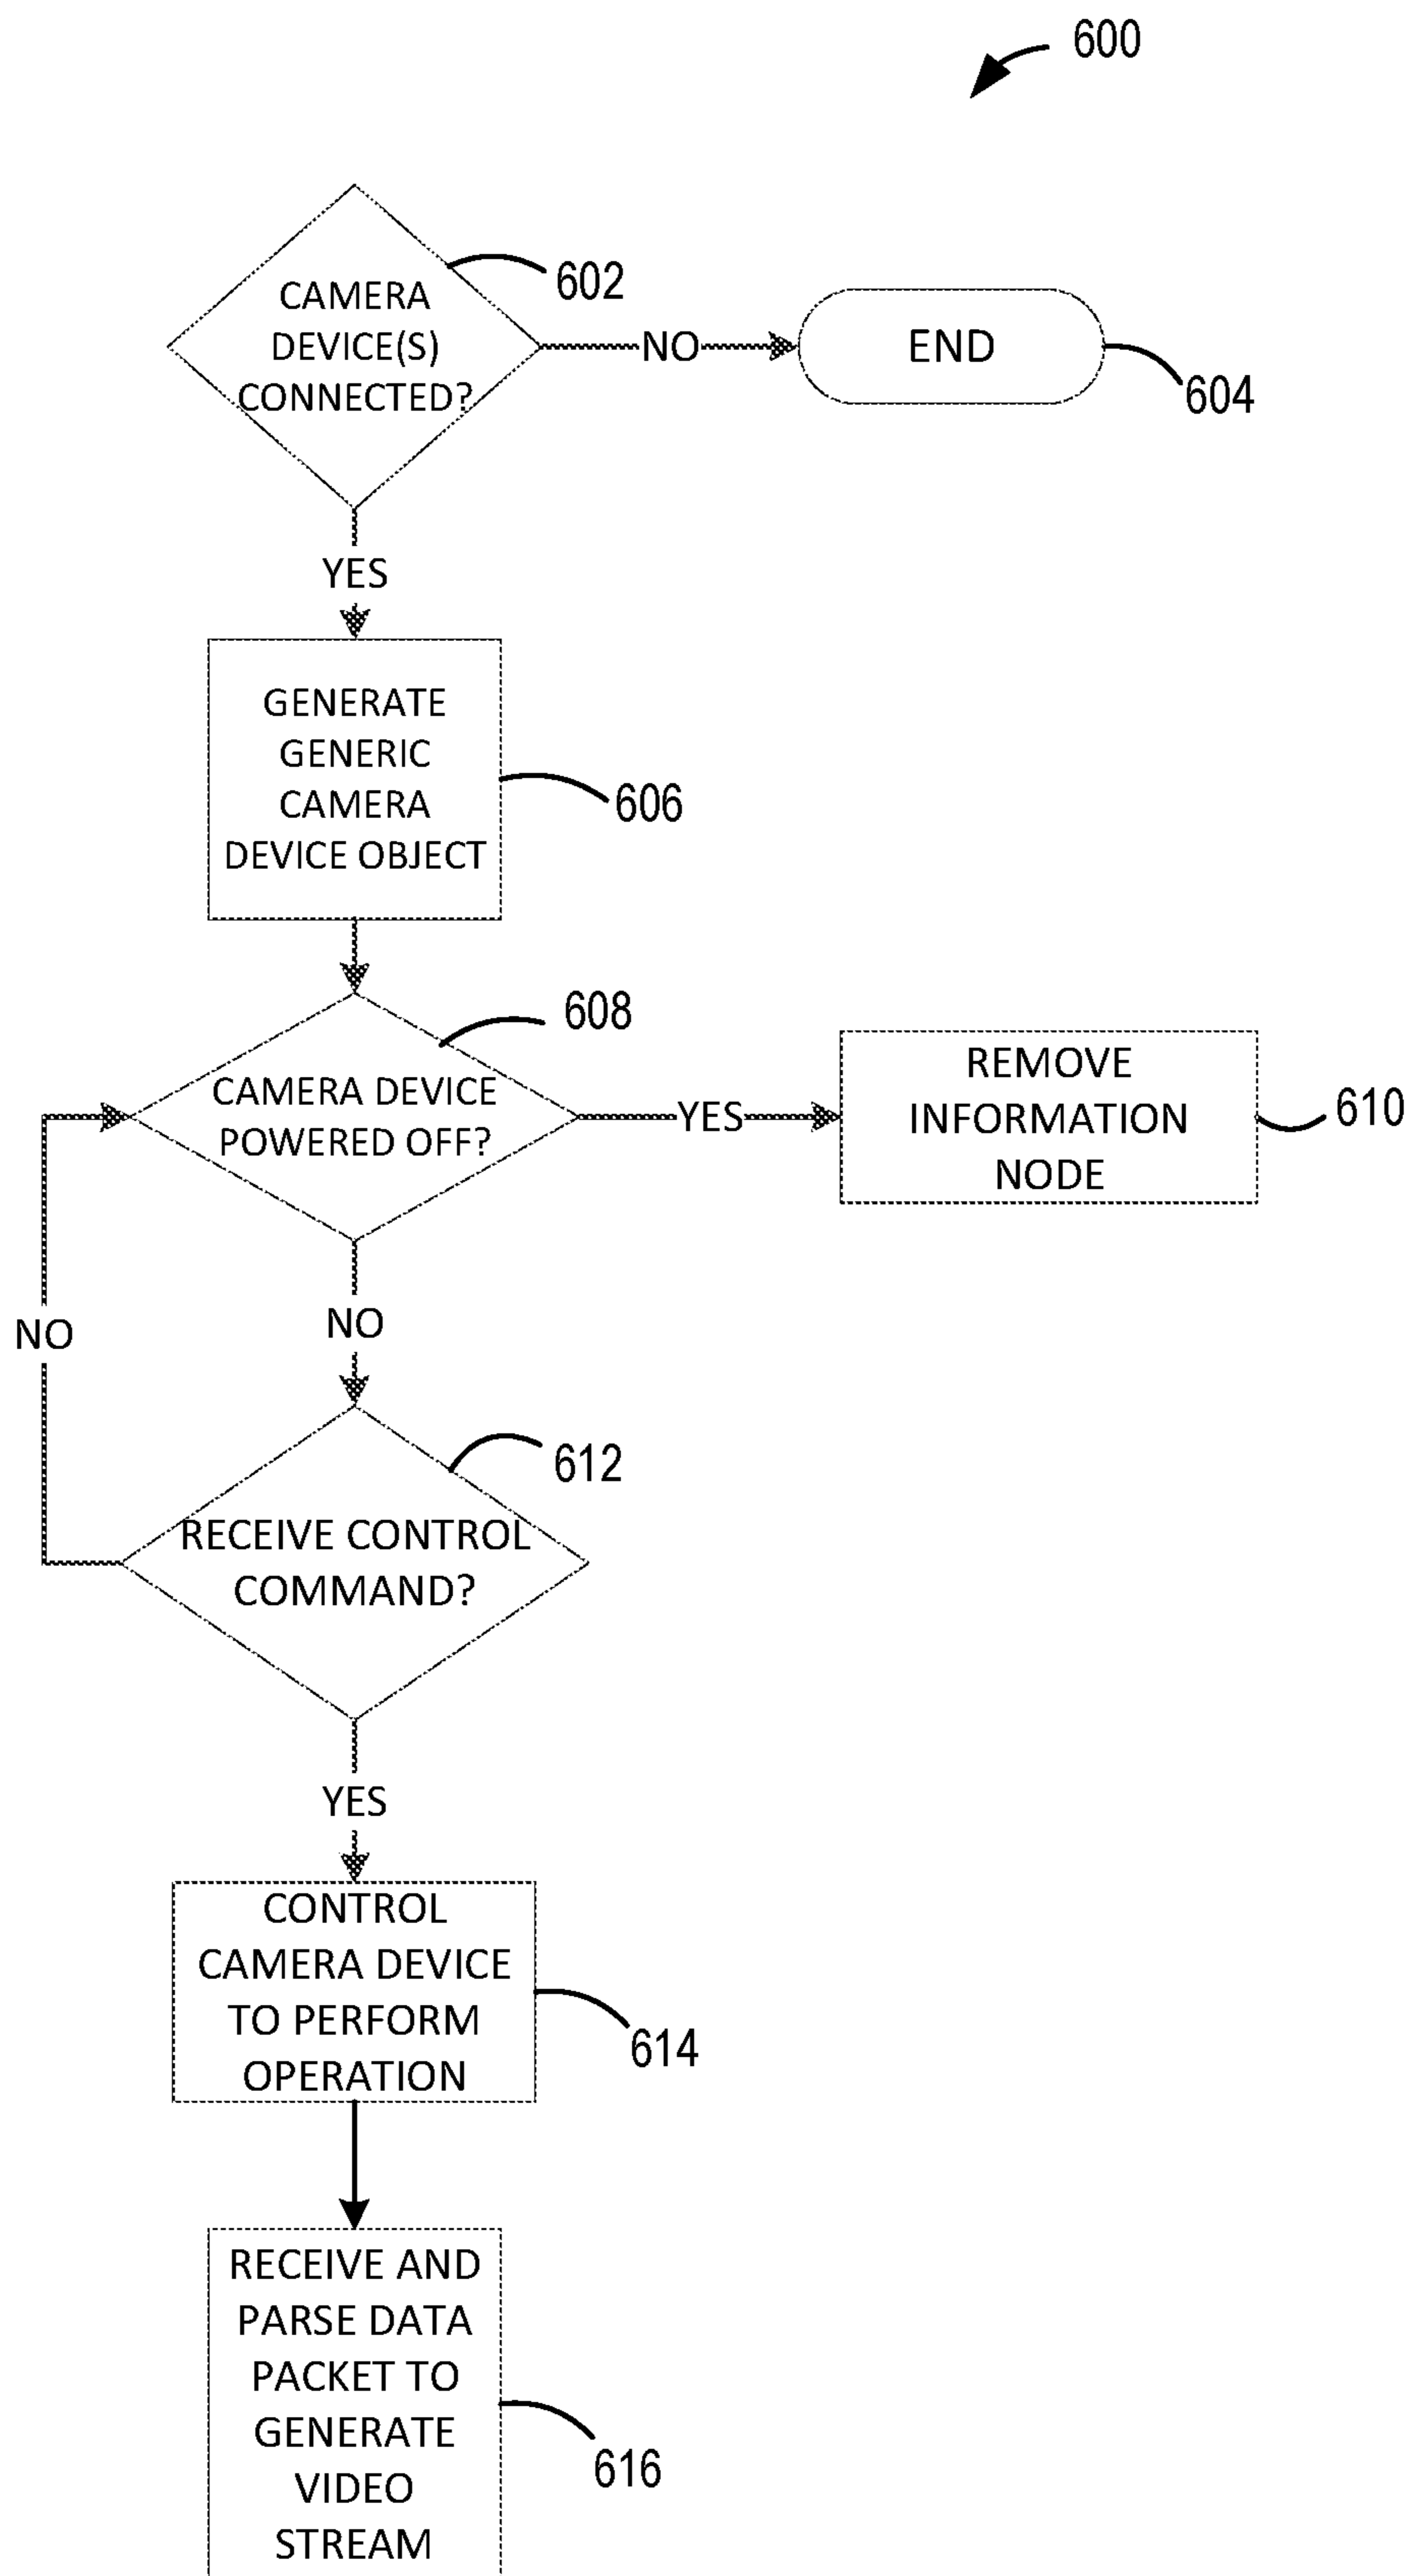 600
602
CAMERA
DEVICE(S)
CONNECTED?
NO
END
604
YES
GENERATE
GENERIC
CAMERA
DEVICE OBJECT
606
608
CAMERA DEVICE
POWERED OFF?
YES
REMOVE
INFORMATION
NODE
610
NO
NO
612
RECEIVE CONTROL
COMMAND?
YES
CONTROL
CAMERA DEVICE
TO PERFORM
OPERATION
614
RECEIVE AND
PARSE DATA
PACKET TO
GENERATE
VIDEO
STREAM
616